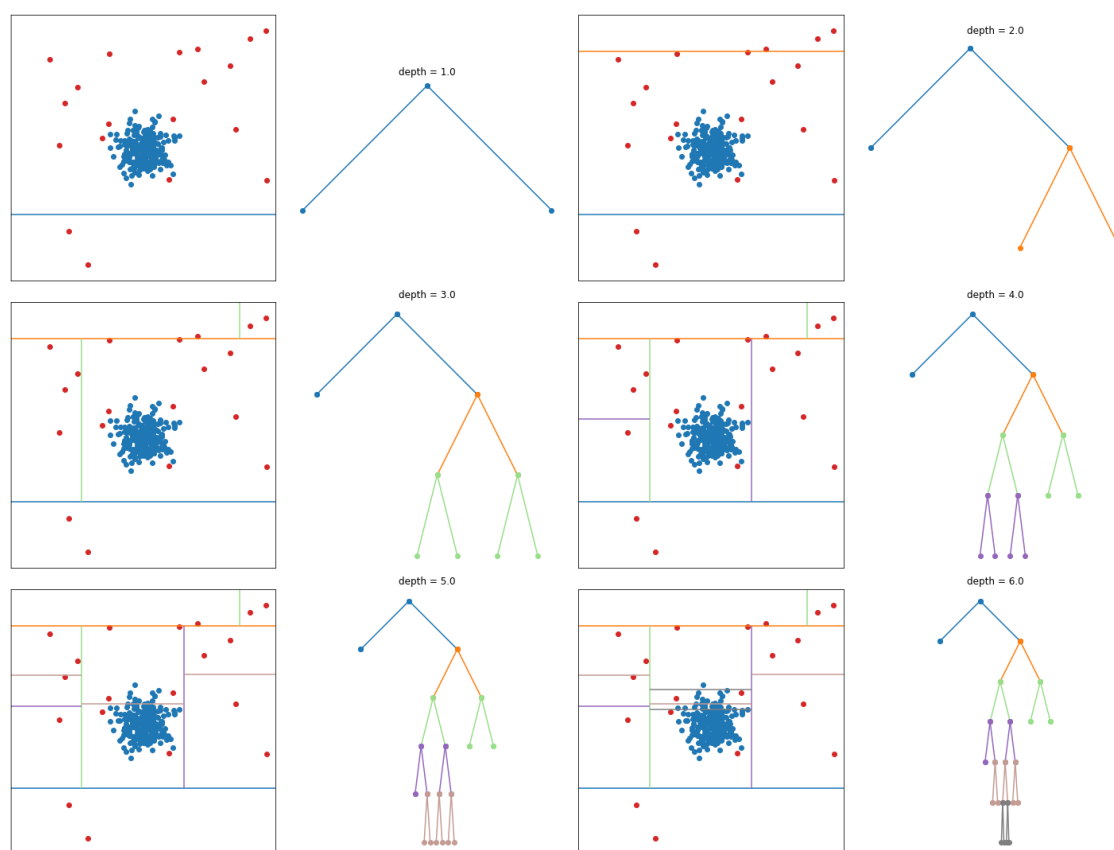 depth = 1.0
depth = 2.0
depth = 3.0
depth = 4.0
depth = 5.0
depth = 6.0